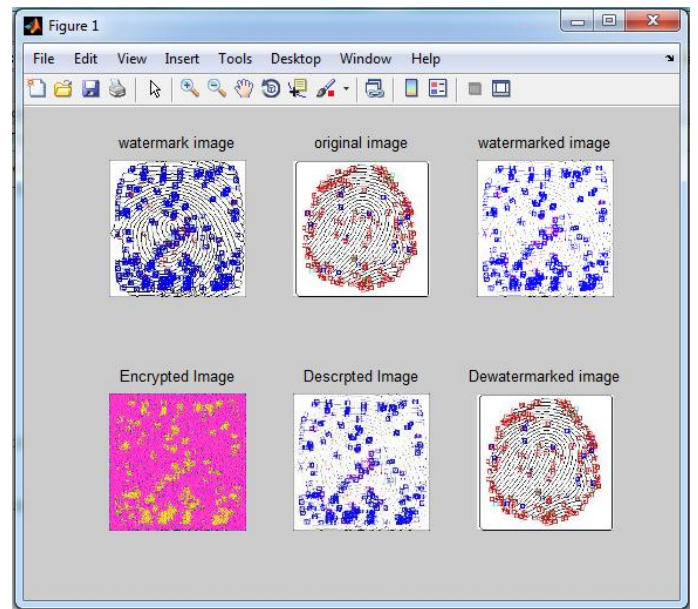 Figure 1
File Edit View Insert Tools Desktop Window Help
watermark image original image watermarked image
Encrypted Image Descrpted Image Dewatermarked image